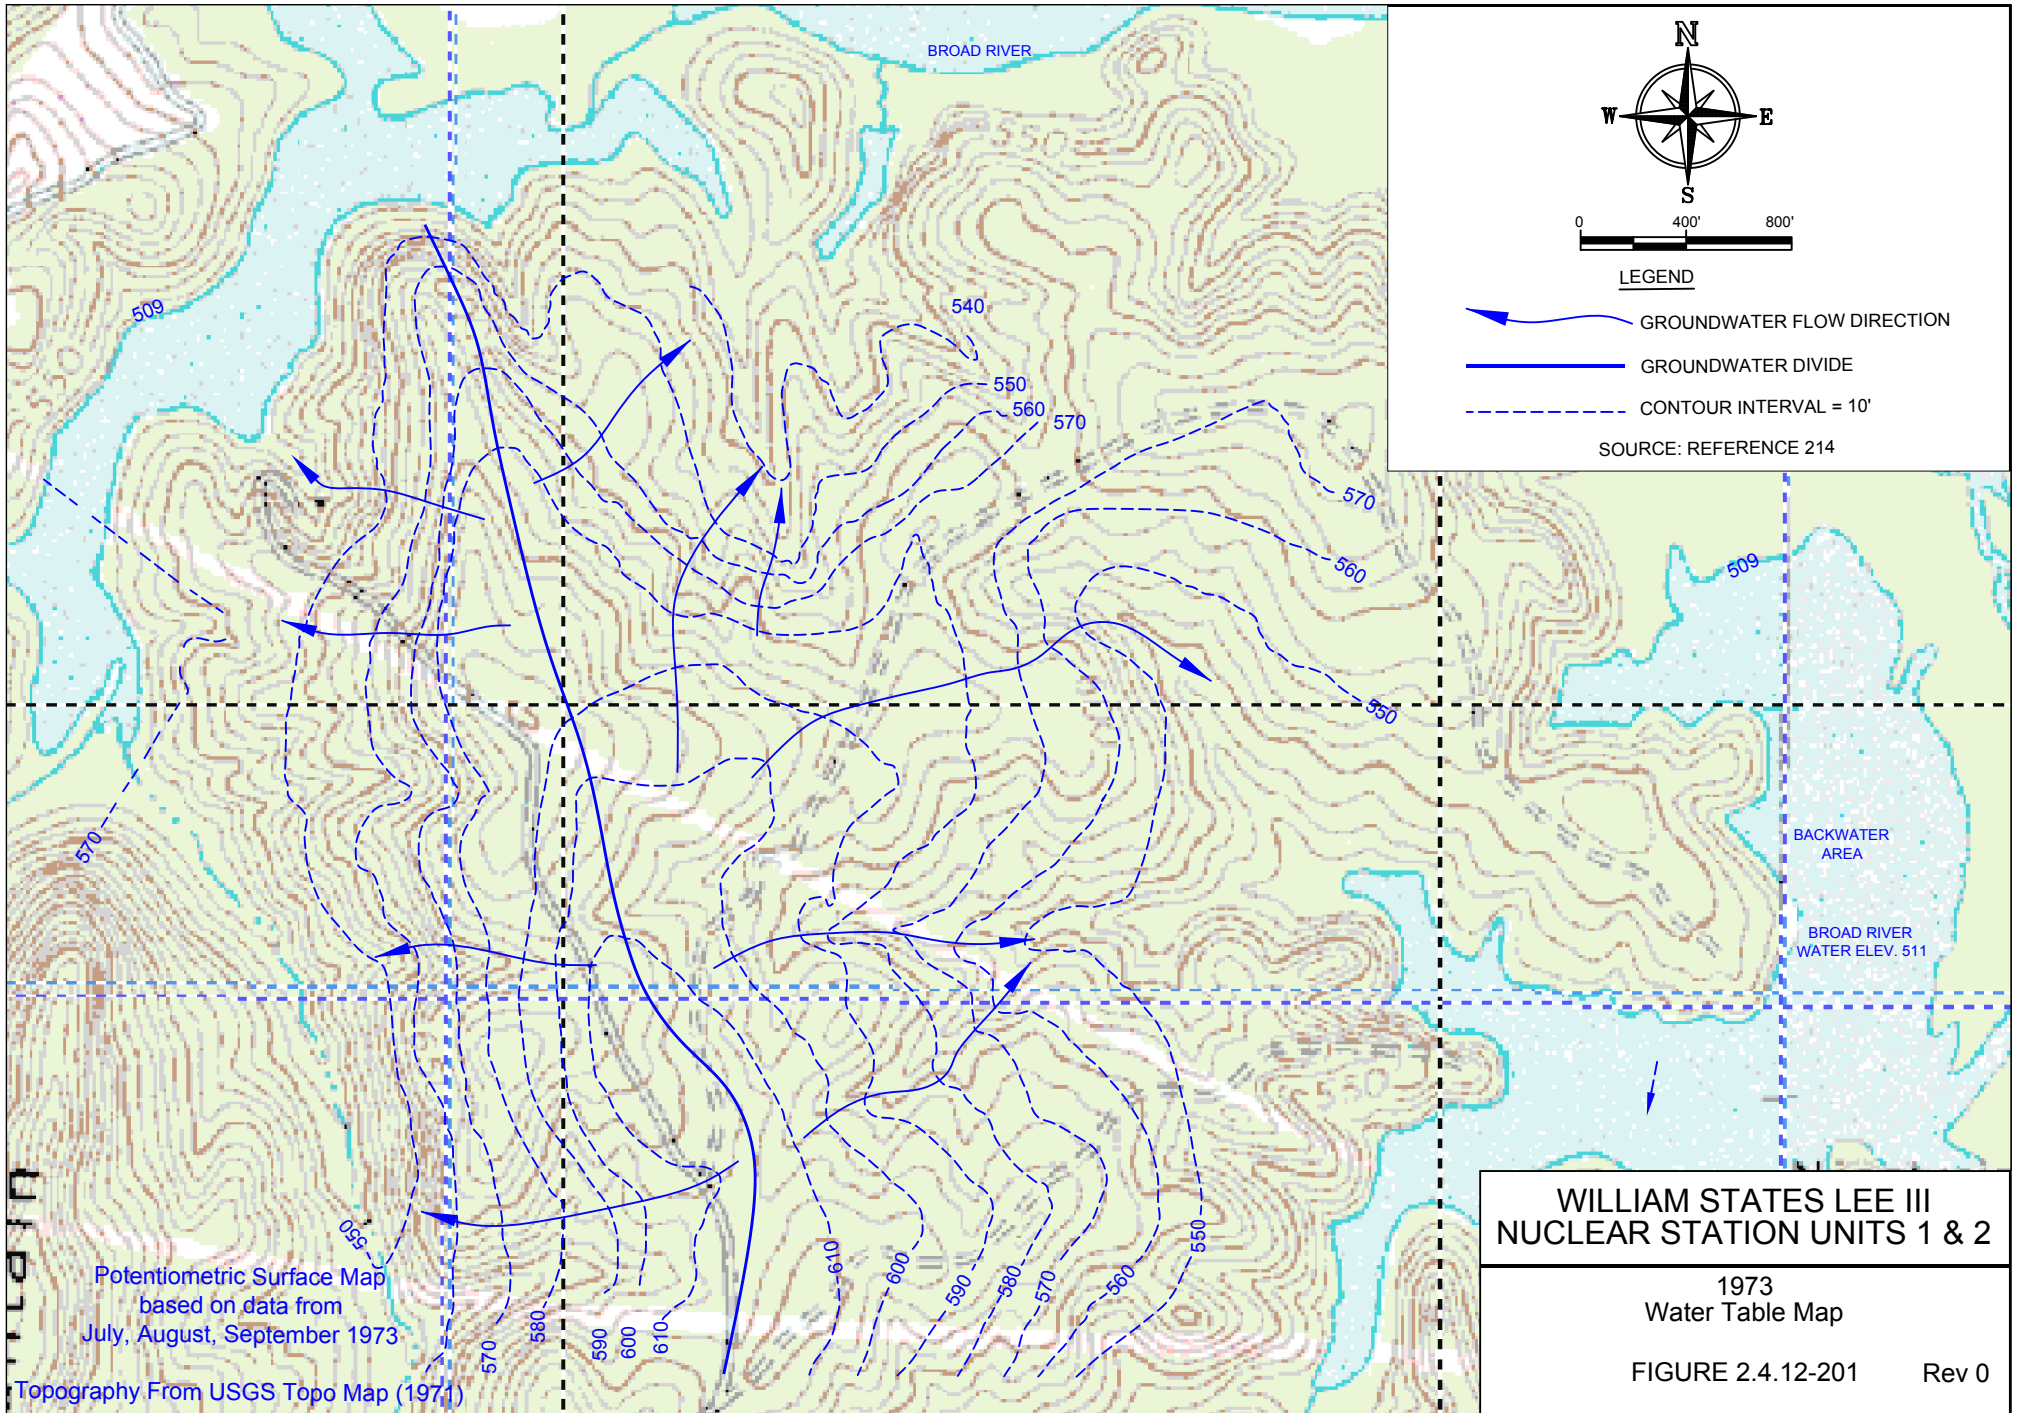 BROAD RIVER
N
W
E
S
0 400' 800'
LEGEND
GROUNDWATER FLOW DIRECTION
GROUNDWATER DIVIDE
CONTOUR INTERVAL = 10'
SOURCE: REFERENCE 214
509
540
550
560
570
570
560
509
550
570
BACKWATER
AREA
BROAD RIVER
WATER ELEV. 511
550
550
610
600
590
580
570
560
570
580
590
600
610
Potentiometric Surface Map
based on data from
July, August, September 1973
Topography From USGS Topo Map (1971)
WILLIAM STATES LEE III
NUCLEAR STATION UNITS 1 & 2
1973
Water Table Map
FIGURE 2.4.12-201 Rev 0